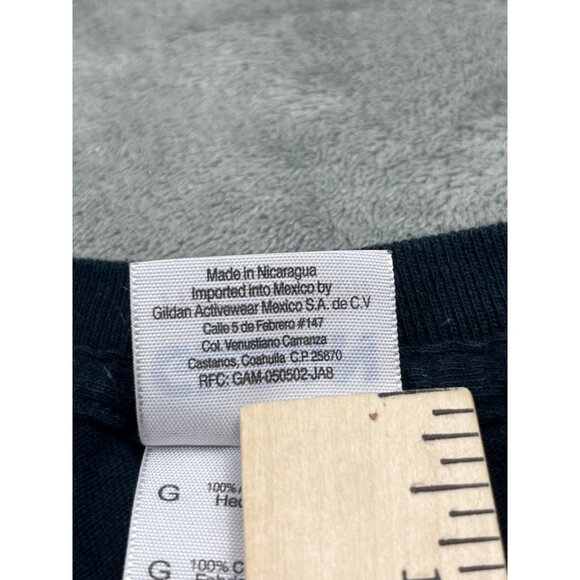 Made in Nicaragua
Imported into Mexico by
Gildan Activewear Mexico S.A. de C.V
Calle 5 de Febrero #147
Col. Venustiano Carranza
Castanos, Coahuila C.P. 25870
RFC: GAM-050502-JA8
G 100%
G 100%